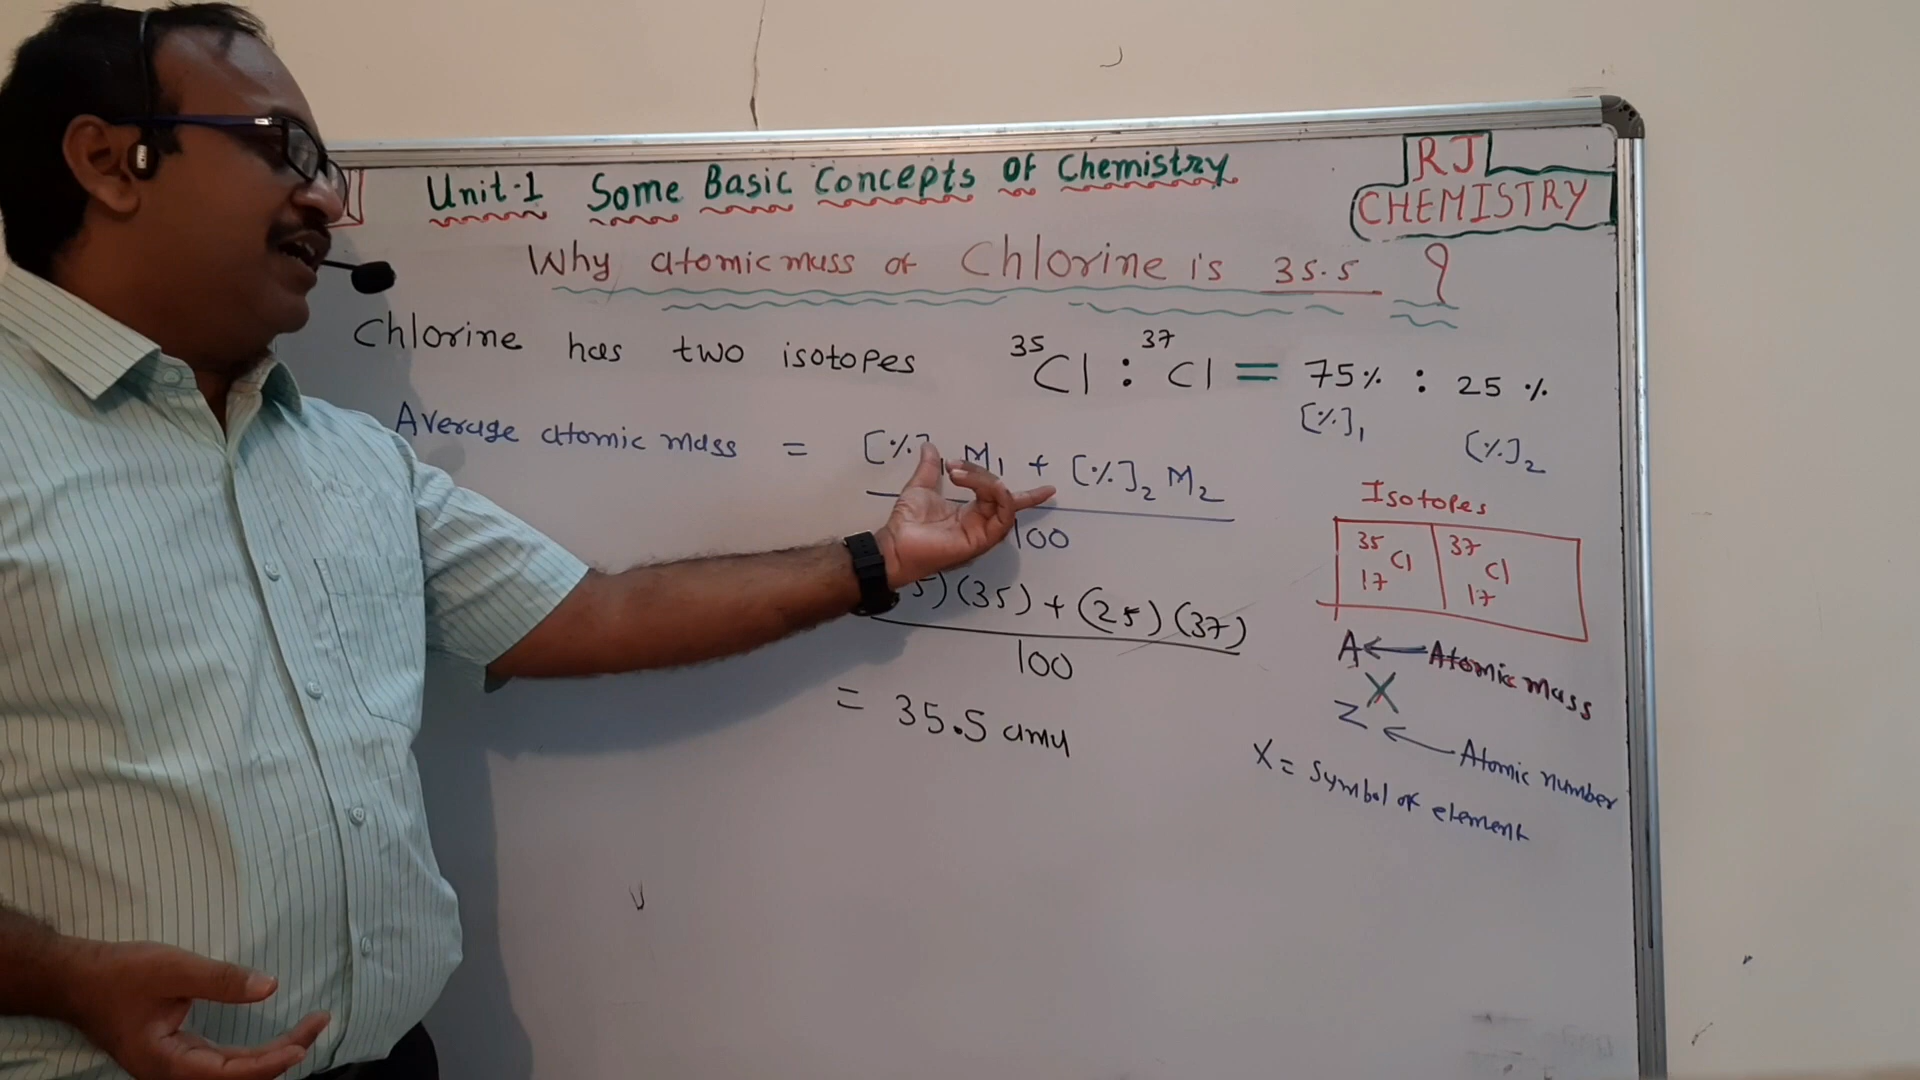 Unit-1 Some Basic Concepts Of Chemistry
RJ
CHEMISTRY
Why atomic mass of Chlorine is 35.5 ?
Chlorine has two isotopes ³⁵Cl : ³⁷Cl = 75% : 25 %
[%]₁ [%]₂
Average atomic mass = [%]₁ M₁ + [%]₂ M₂
100
5) (35) + (25) (37)
100
= 35.5 amu
Isotopes
35 Cl 17 37 Cl 17
A ← Atomic mass
X
Z ← Atomic number
X = Symbol of element